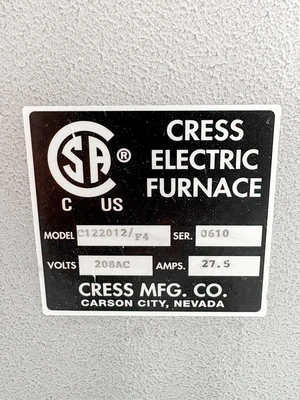 CSA ®
C US
CRESS
ELECTRIC
FURNACE
MODEL C122012/F4 SER. 0610
VOLTS 208AC AMPS. 27.5
CRESS MFG. CO.
CARSON CITY, NEVADA